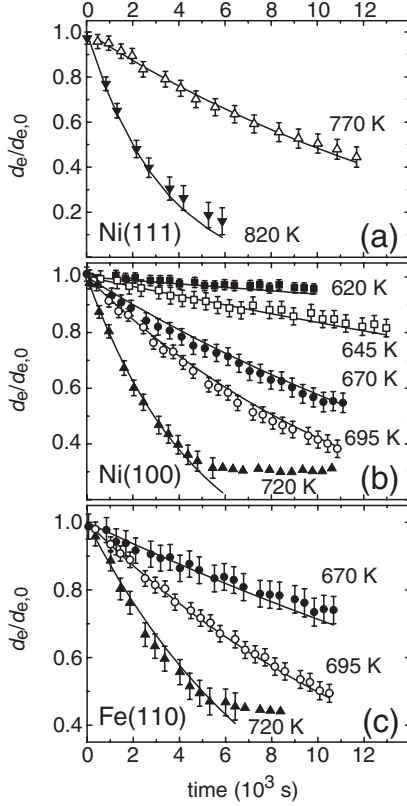 0 2 4 6 8 10 12
1.0
0.8
0.6
0.4
0.2
d_e/d_e,0
770 K
820 K
Ni(111)
(a)
1.0
0.8
0.6
0.4
d_e/d_e,0
620 K
645 K
670 K
695 K
720 K
Ni(100)
(b)
1.0
0.8
0.6
0.4
d_e/d_e,0
670 K
695 K
720 K
Fe(110)
(c)
0 2 4 6 8 10 12
time (10³ s)